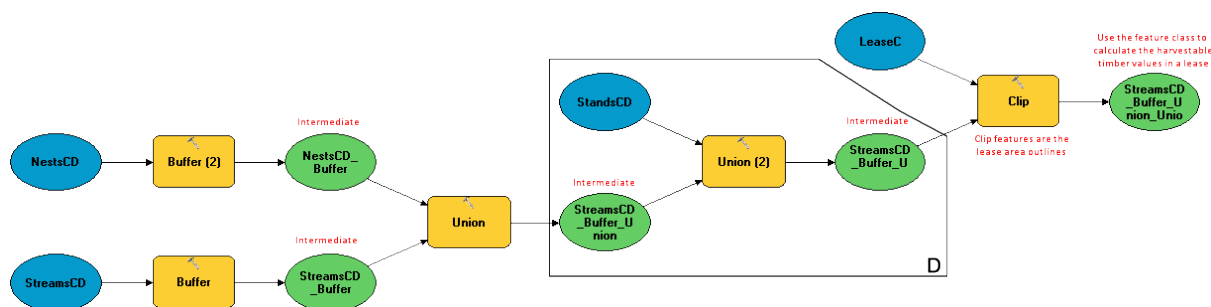 Use the feature class to
calculate the harvestable
timber values in a lease
LeaseC
StreamsCD
_Buffer_U
nion_Unio
Clip
StandsCD
Intermediate
Intermediate
Clip features are the
lease area outlines
NestsCD
Buffer (2)
NestsCD_
Buffer
Union (2)
StreamsCD
_Buffer_U
Intermediate
StreamsCD
_Buffer_U
nion
Union
Intermediate
StreamsCD
Buffer
StreamsCD
_Buffer
D